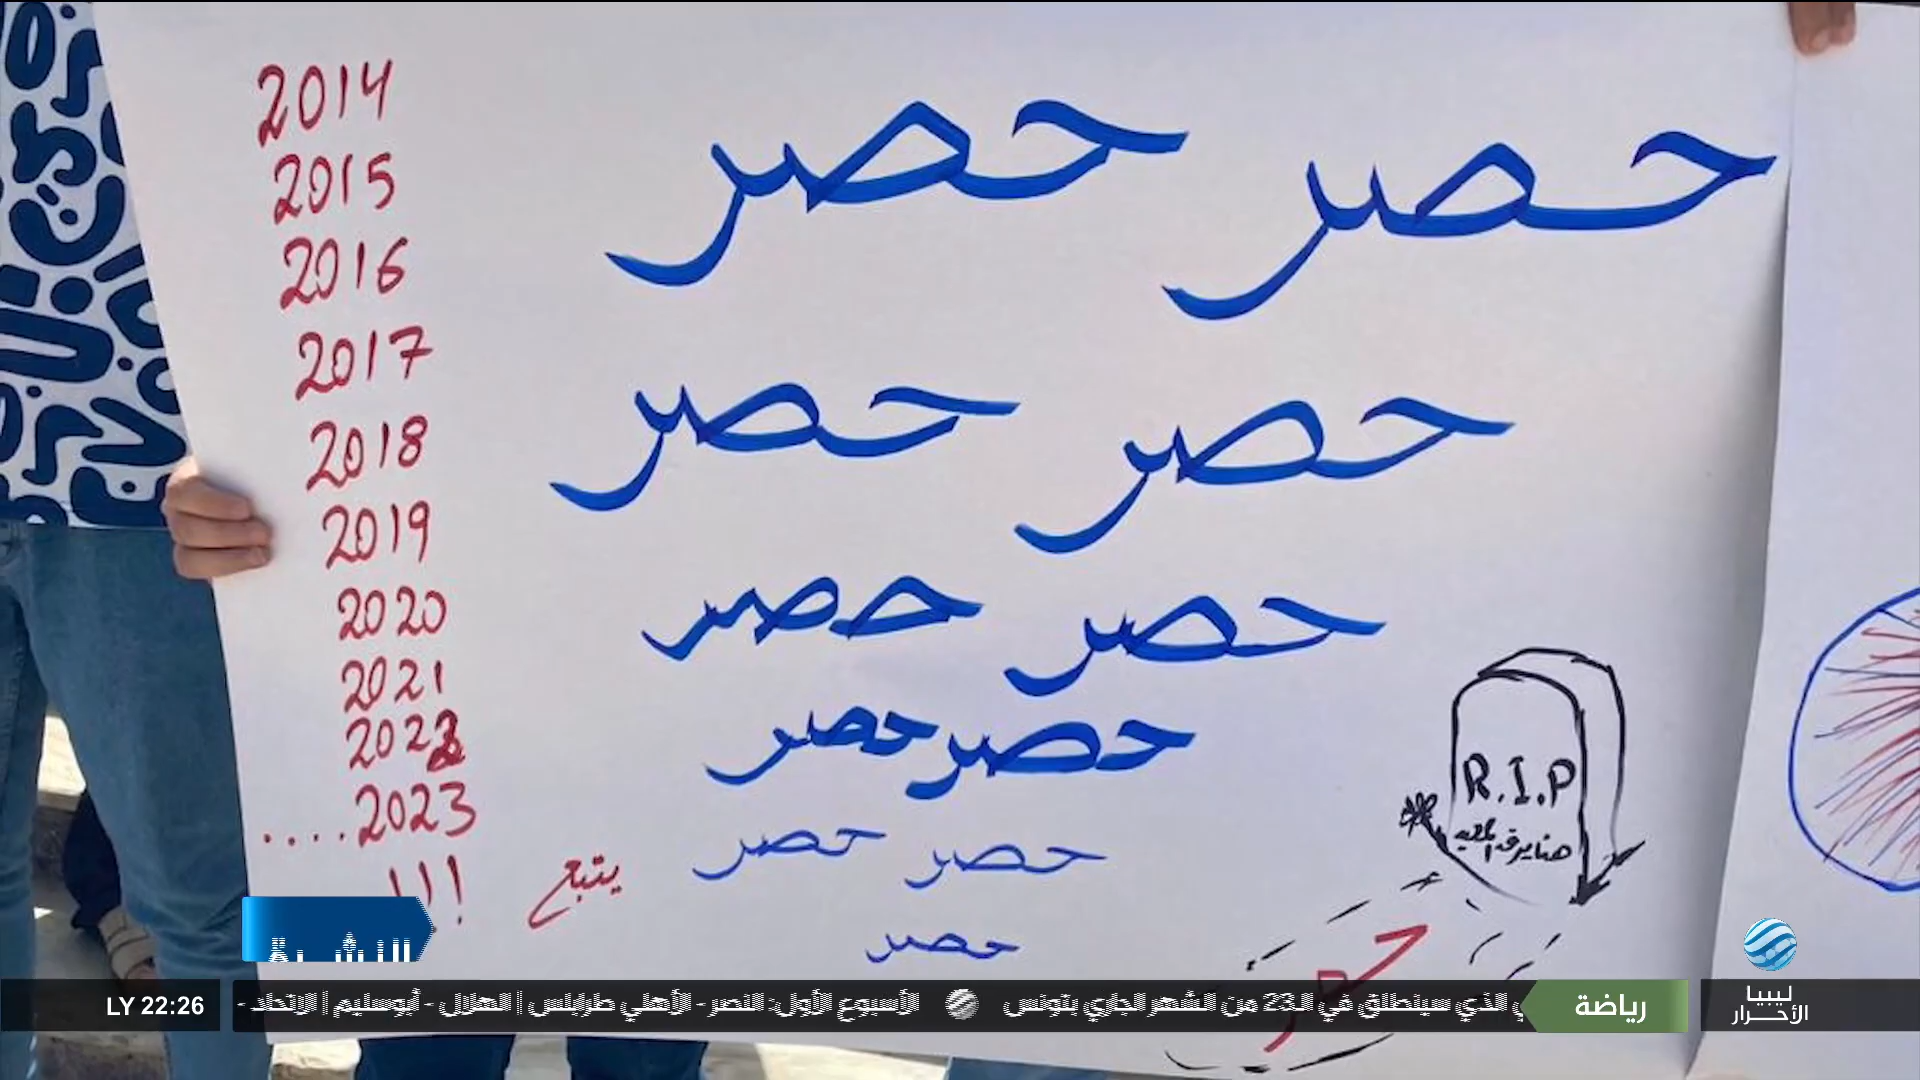 2014
2015
2016
2017
2018
2019
2020
2021
2022
....2023
!!!
حصر حصر
حصر حصر
حصر حصر
حصر حصر
حصر حصر
حصر
يتبع
R.I.P
النشرة
ليبيا
الأحرار
رياضة
الذي سينطلق في الـ23 من الشهر الجاري بتونس
الأسبوع الأول: النصر - الأهلي طرابلس | الهلال - أبوسليم | الاتحاد -
LY 22:26